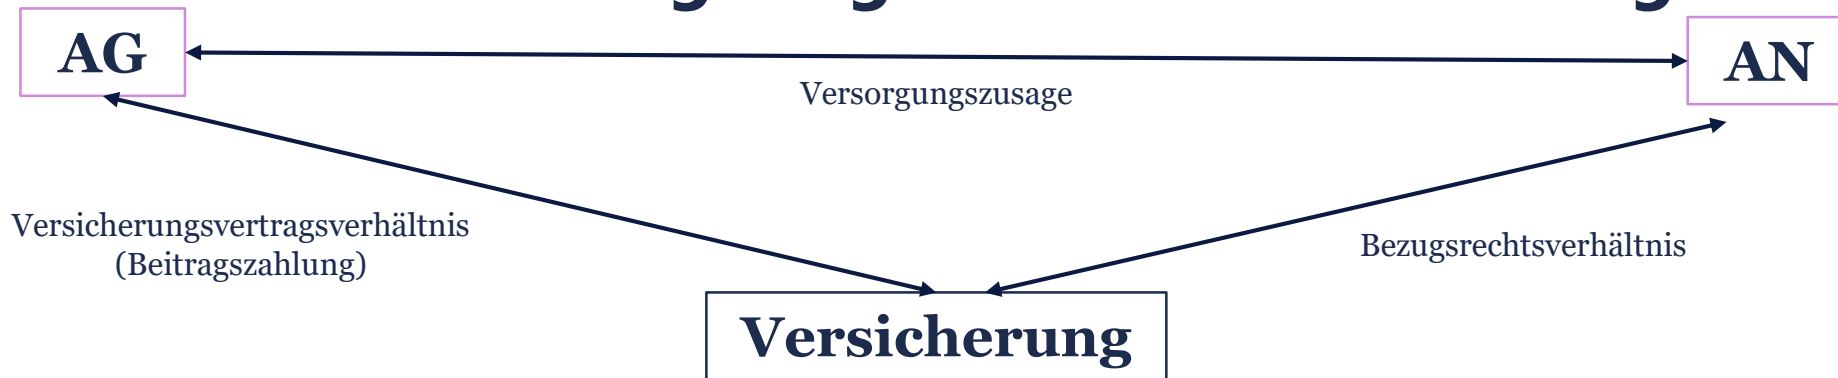 AG
AN
Versorgungszusage
Versicherungsvertragsverhältnis
(Beitragszahlung)
Bezugsrechtsverhältnis
Versicherung